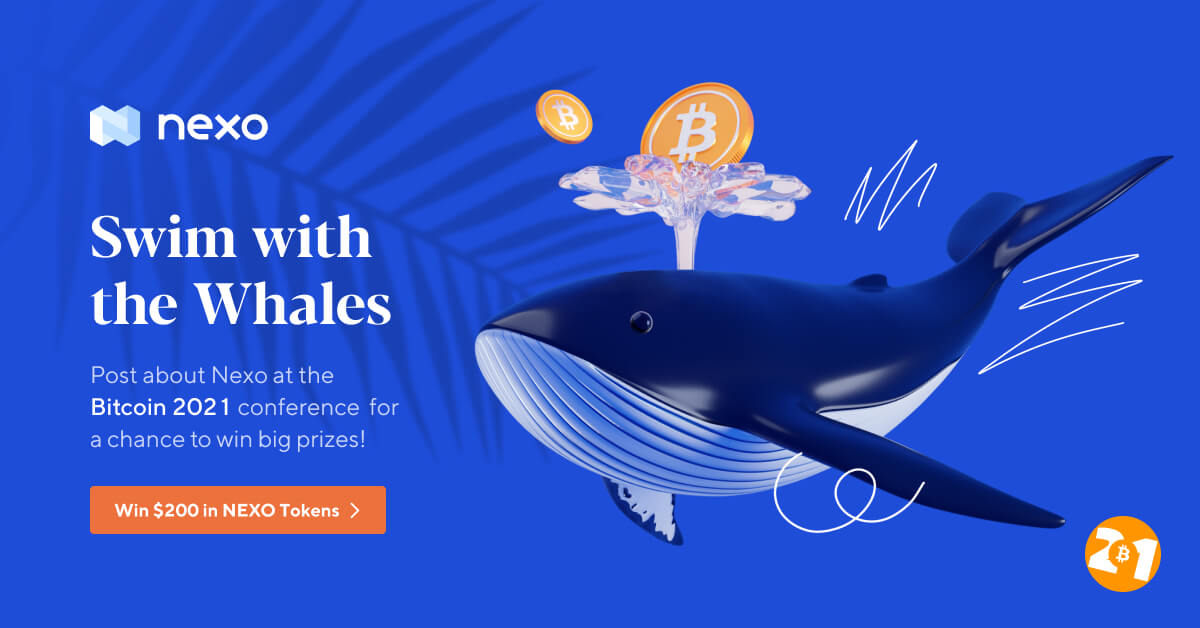 nexo
Swim with
the Whales
Post about Nexo at the
Bitcoin 2021 conference for
a chance to win big prizes!
Win $200 in NEXO Tokens
21